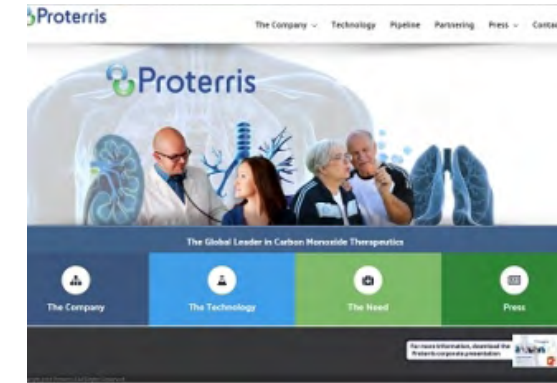 Proterris
The Company Technology Pipeline Partnering Press Contac
Proterris
The Global Leader in Carbon Monoxide Therapeutics
The Company The Technology The Need Press
For more information, download the
Proterris corporate presentation